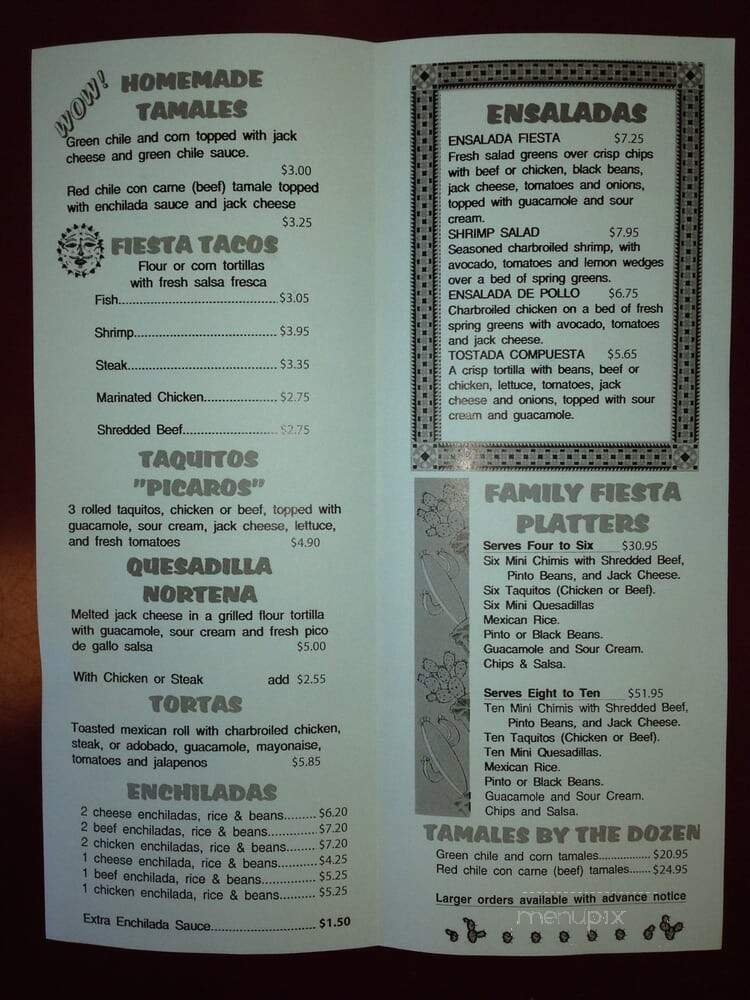 WOW!
HOMEMADE
TAMALES
Green chile and corn topped with jack
cheese and green chile sauce.
$3.00
Red chile con carne (beef) tamale topped
with enchilada sauce and jack cheese
$3.25
FIESTA TACOS
Flour or corn tortillas
with fresh salsa fresca
Fish..............................................$3.05
Shrimp......................................... $3.95
Steak........................................... $3.35
Marinated Chicken..................... $2.75
Shredded Beef........................... $2.75
TAQUITOS
"PICAROS"
3 rolled taquitos, chicken or beef, topped with
guacamole, sour cream, jack cheese, lettuce,
and fresh tomatoes $4.90
QUESADILLA
NORTENA
Melted jack cheese in a grilled flour tortilla
with guacamole, sour cream and fresh pico
de gallo salsa $5.00
With Chicken or Steak add $2.55
TORTAS
Toasted mexican roll with charbroiled chicken,
steak, or adobado, guacamole, mayonaise,
tomatoes and jalapenos $5.85
ENCHILADAS
2 cheese enchiladas, rice & beans......... $6.20
2 beef enchiladas, rice & beans............. $7.20
2 chicken enchiladas, rice & beans........ $7.20
1 cheese enchilada, rice & beans.......... $4.25
1 beef enchilada, rice & beans.............. $5.25
1 chicken enchilada, rice & beans......... $5.25
Extra Enchilada Sauce............................ $1.50
ENSALADAS
ENSALADA FIESTA $7.25
Fresh salad greens over crisp chips
with beef or chicken, black beans,
jack cheese, tomatoes and onions,
topped with guacamole and sour
cream.
SHRIMP SALAD $7.95
Seasoned charbroiled shrimp, with
avocado, tomatoes and lemon wedges
over a bed of spring greens.
ENSALADA DE POLLO $6.75
Charbroiled chicken on a bed of fresh
spring greens with avocado, tomatoes
and jack cheese.
TOSTADA COMPUESTA $5.65
A crisp tortilla with beans, beef or
chicken, lettuce, tomatoes, jack
cheese and onions, topped with sour
cream and guacamole.
FAMILY FIESTA
PLATTERS
Serves Four to Six $30.95
Six Mini Chimis with Shredded Beef,
Pinto Beans, and Jack Cheese.
Six Taquitos (Chicken or Beef).
Six Mini Quesadillas
Mexican Rice.
Pinto or Black Beans.
Guacamole and Sour Cream.
Chips & Salsa.
Serves Eight to Ten $51.95
Ten Mini Chimis with Shredded Beef,
Pinto Beans, and Jack Cheese.
Ten Taquitos (Chicken or Beef).
Ten Mini Quesadillas.
Mexican Rice.
Pinto or Black Beans.
Guacamole and Sour Cream.
Chips and Salsa.
TAMALES BY THE DOZEN
Green chile and corn tamales................ $20.95
Red chile con carne (beef) tamales....... $24.95
Larger orders available with advance notice
menupix